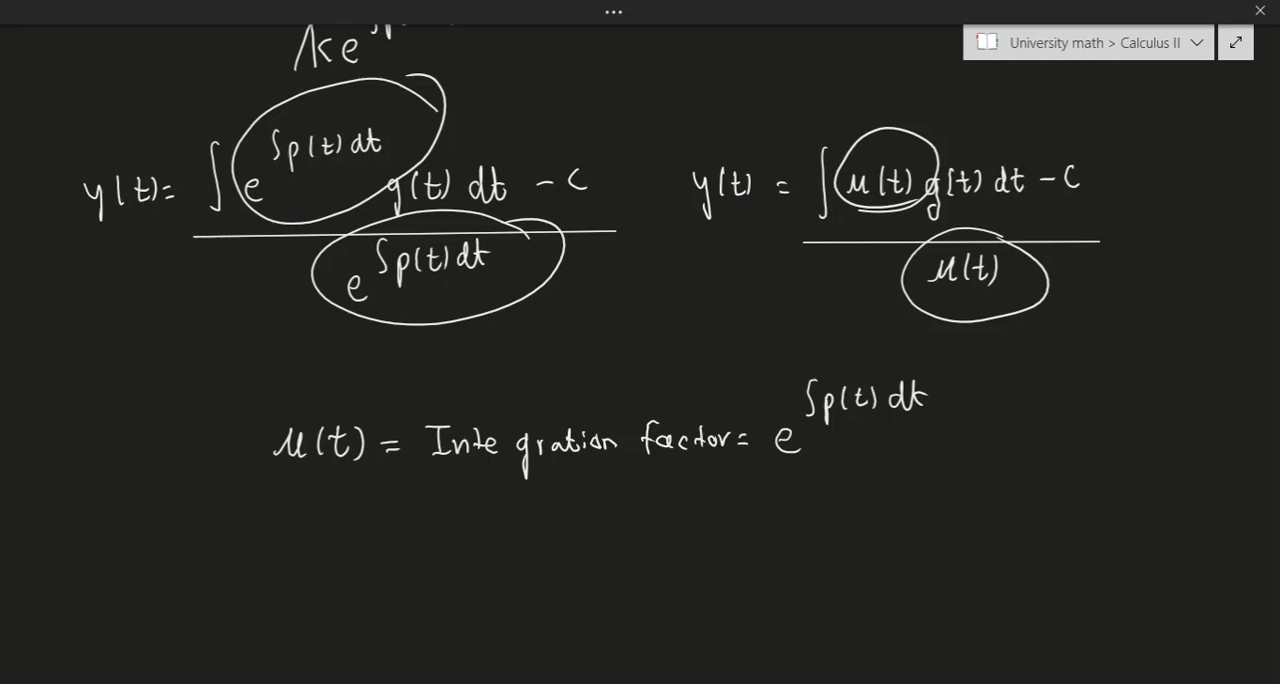 University math > Calculus II
y(t) = ∫ e^{∫p(t)dt} g(t) dt - c
e^{∫p(t)dt}
y(t) = ∫ μ(t) g(t) dt - c
μ(t)
μ(t) = Integration factor = e^{∫p(t) dt}